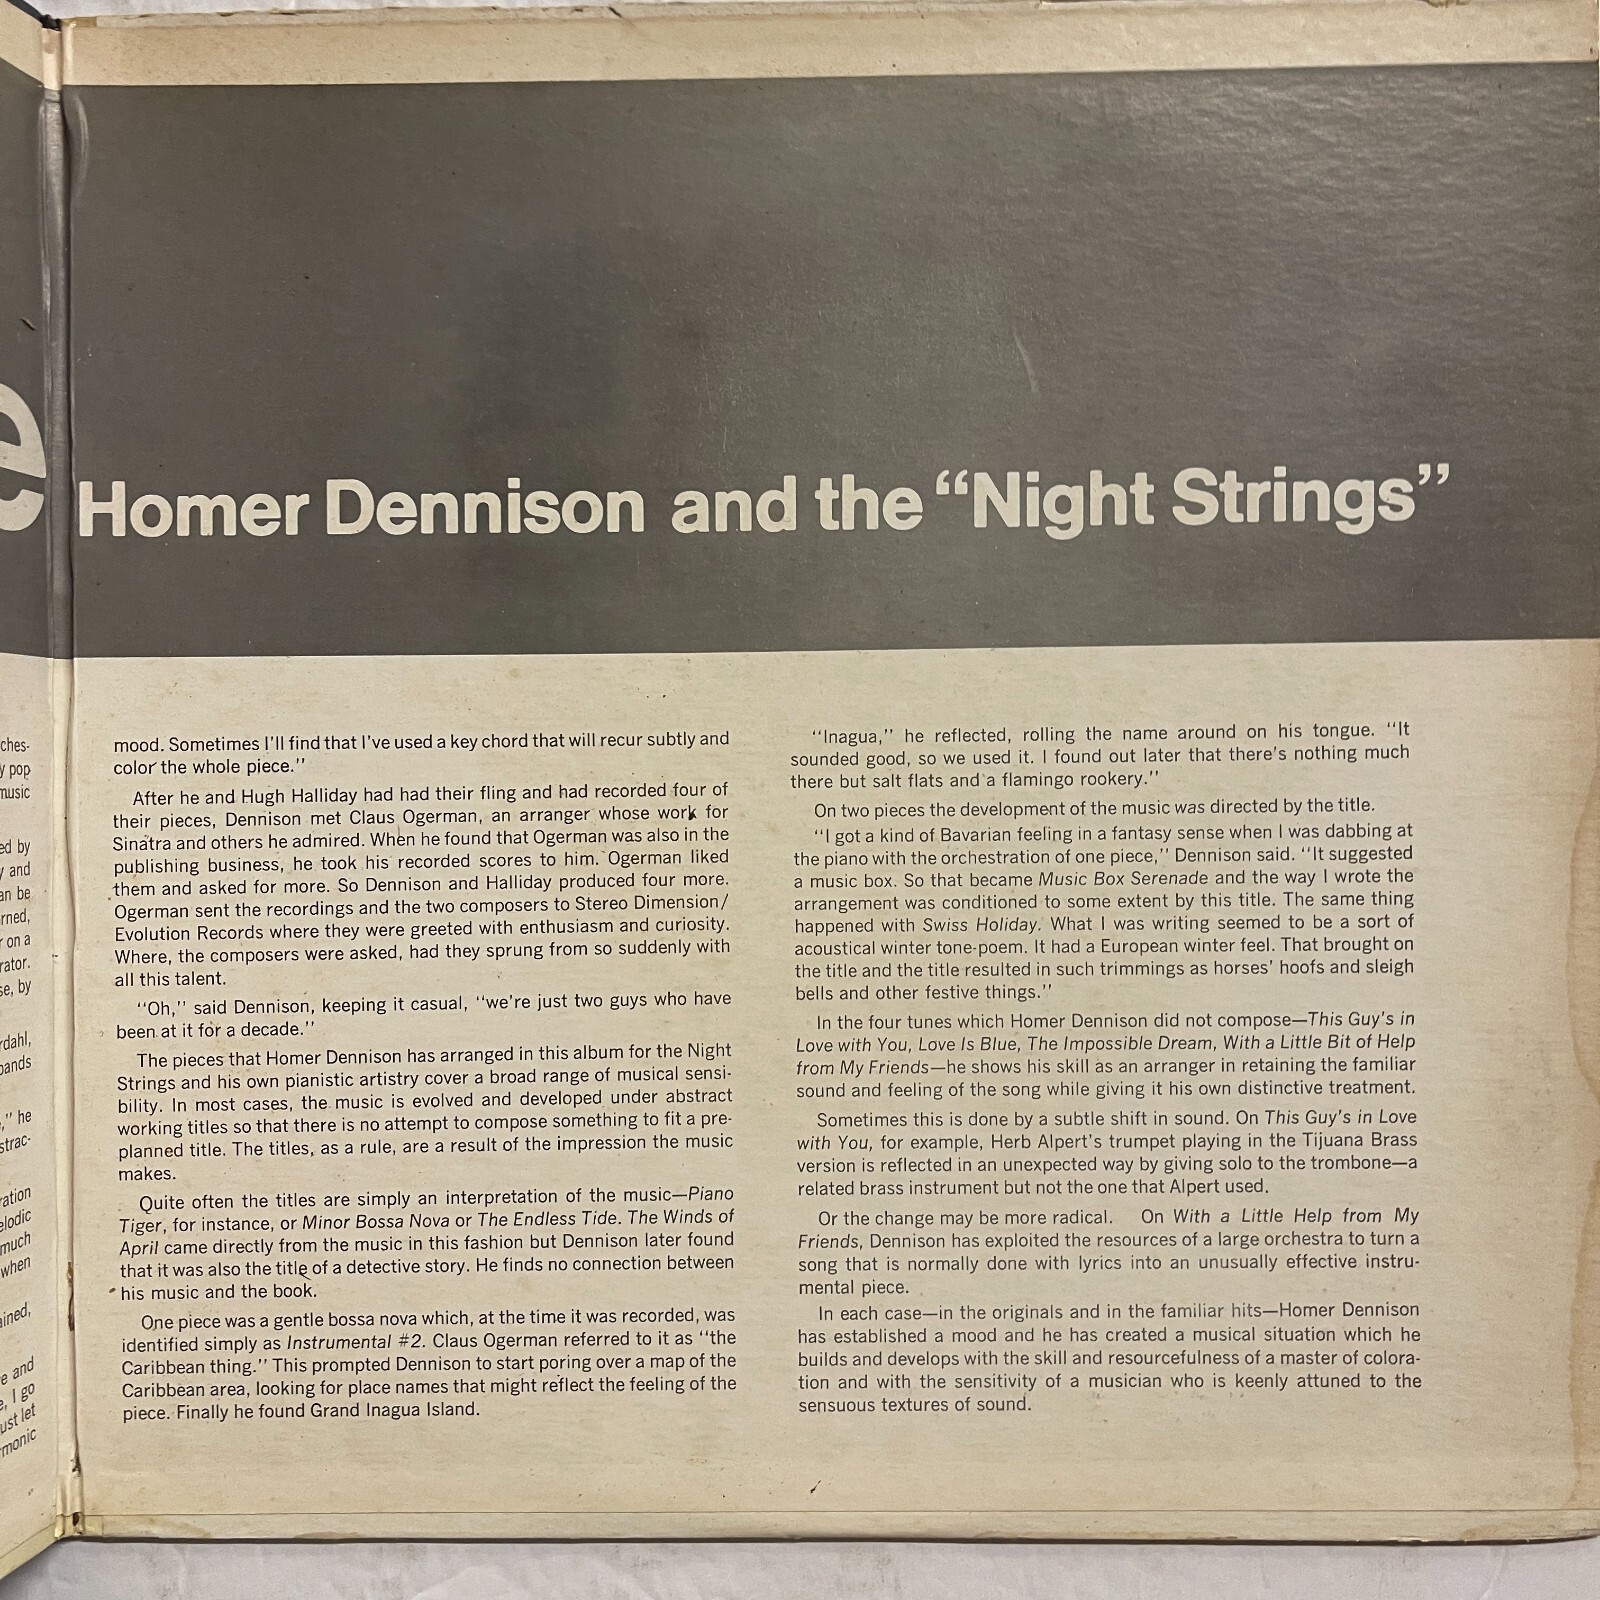 e
Homer Dennison and the “Night Strings”
ches-
y pop
music
ed by
y and
an be
rned,
r on a
rator.
se, by
rdahl,
bands
,” he
strac-
ration
elodic
much
when
ained,
e and
e, I go
ust let
monic
mood. Sometimes I’ll find that I’ve used a key chord that will recur subtly and
color the whole piece.”
After he and Hugh Halliday had had their fling and had recorded four of
their pieces, Dennison met Claus Ogerman, an arranger whose work for
Sinatra and others he admired. When he found that Ogerman was also in the
publishing business, he took his recorded scores to him. Ogerman liked
them and asked for more. So Dennison and Halliday produced four more.
Ogerman sent the recordings and the two composers to Stereo Dimension/
Evolution Records where they were greeted with enthusiasm and curiosity.
Where, the composers were asked, had they sprung from so suddenly with
all this talent.
“Oh,” said Dennison, keeping it casual, “we’re just two guys who have
been at it for a decade.”
The pieces that Homer Dennison has arranged in this album for the Night
Strings and his own pianistic artistry cover a broad range of musical sensi-
bility. In most cases, the music is evolved and developed under abstract
working titles so that there is no attempt to compose something to fit a pre-
planned title. The titles, as a rule, are a result of the impression the music
makes.
Quite often the titles are simply an interpretation of the music—Piano
Tiger, for instance, or Minor Bossa Nova or The Endless Tide. The Winds of
April came directly from the music in this fashion but Dennison later found
that it was also the title of a detective story. He finds no connection between
his music and the book.
One piece was a gentle bossa nova which, at the time it was recorded, was
identified simply as Instrumental #2. Claus Ogerman referred to it as “the
Caribbean thing.” This prompted Dennison to start poring over a map of the
Caribbean area, looking for place names that might reflect the feeling of the
piece. Finally he found Grand Inagua Island.
“Inagua,” he reflected, rolling the name around on his tongue. “It
sounded good, so we used it. I found out later that there’s nothing much
there but salt flats and a flamingo rookery.”
On two pieces the development of the music was directed by the title.
“I got a kind of Bavarian feeling in a fantasy sense when I was dabbing at
the piano with the orchestration of one piece,” Dennison said. “It suggested
a music box. So that became Music Box Serenade and the way I wrote the
arrangement was conditioned to some extent by this title. The same thing
happened with Swiss Holiday. What I was writing seemed to be a sort of
acoustical winter tone-poem. It had a European winter feel. That brought on
the title and the title resulted in such trimmings as horses’ hoofs and sleigh
bells and other festive things.”
In the four tunes which Homer Dennison did not compose—This Guy’s in
Love with You, Love Is Blue, The Impossible Dream, With a Little Bit of Help
from My Friends—he shows his skill as an arranger in retaining the familiar
sound and feeling of the song while giving it his own distinctive treatment.
Sometimes this is done by a subtle shift in sound. On This Guy’s in Love
with You, for example, Herb Alpert’s trumpet playing in the Tijuana Brass
version is reflected in an unexpected way by giving solo to the trombone—a
related brass instrument but not the one that Alpert used.
Or the change may be more radical. On With a Little Help from My
Friends, Dennison has exploited the resources of a large orchestra to turn a
song that is normally done with lyrics into an unusually effective instru-
mental piece.
In each case—in the originals and in the familiar hits—Homer Dennison
has established a mood and he has created a musical situation which he
builds and develops with the skill and resourcefulness of a master of colora-
tion and with the sensitivity of a musician who is keenly attuned to the
sensuous textures of sound.